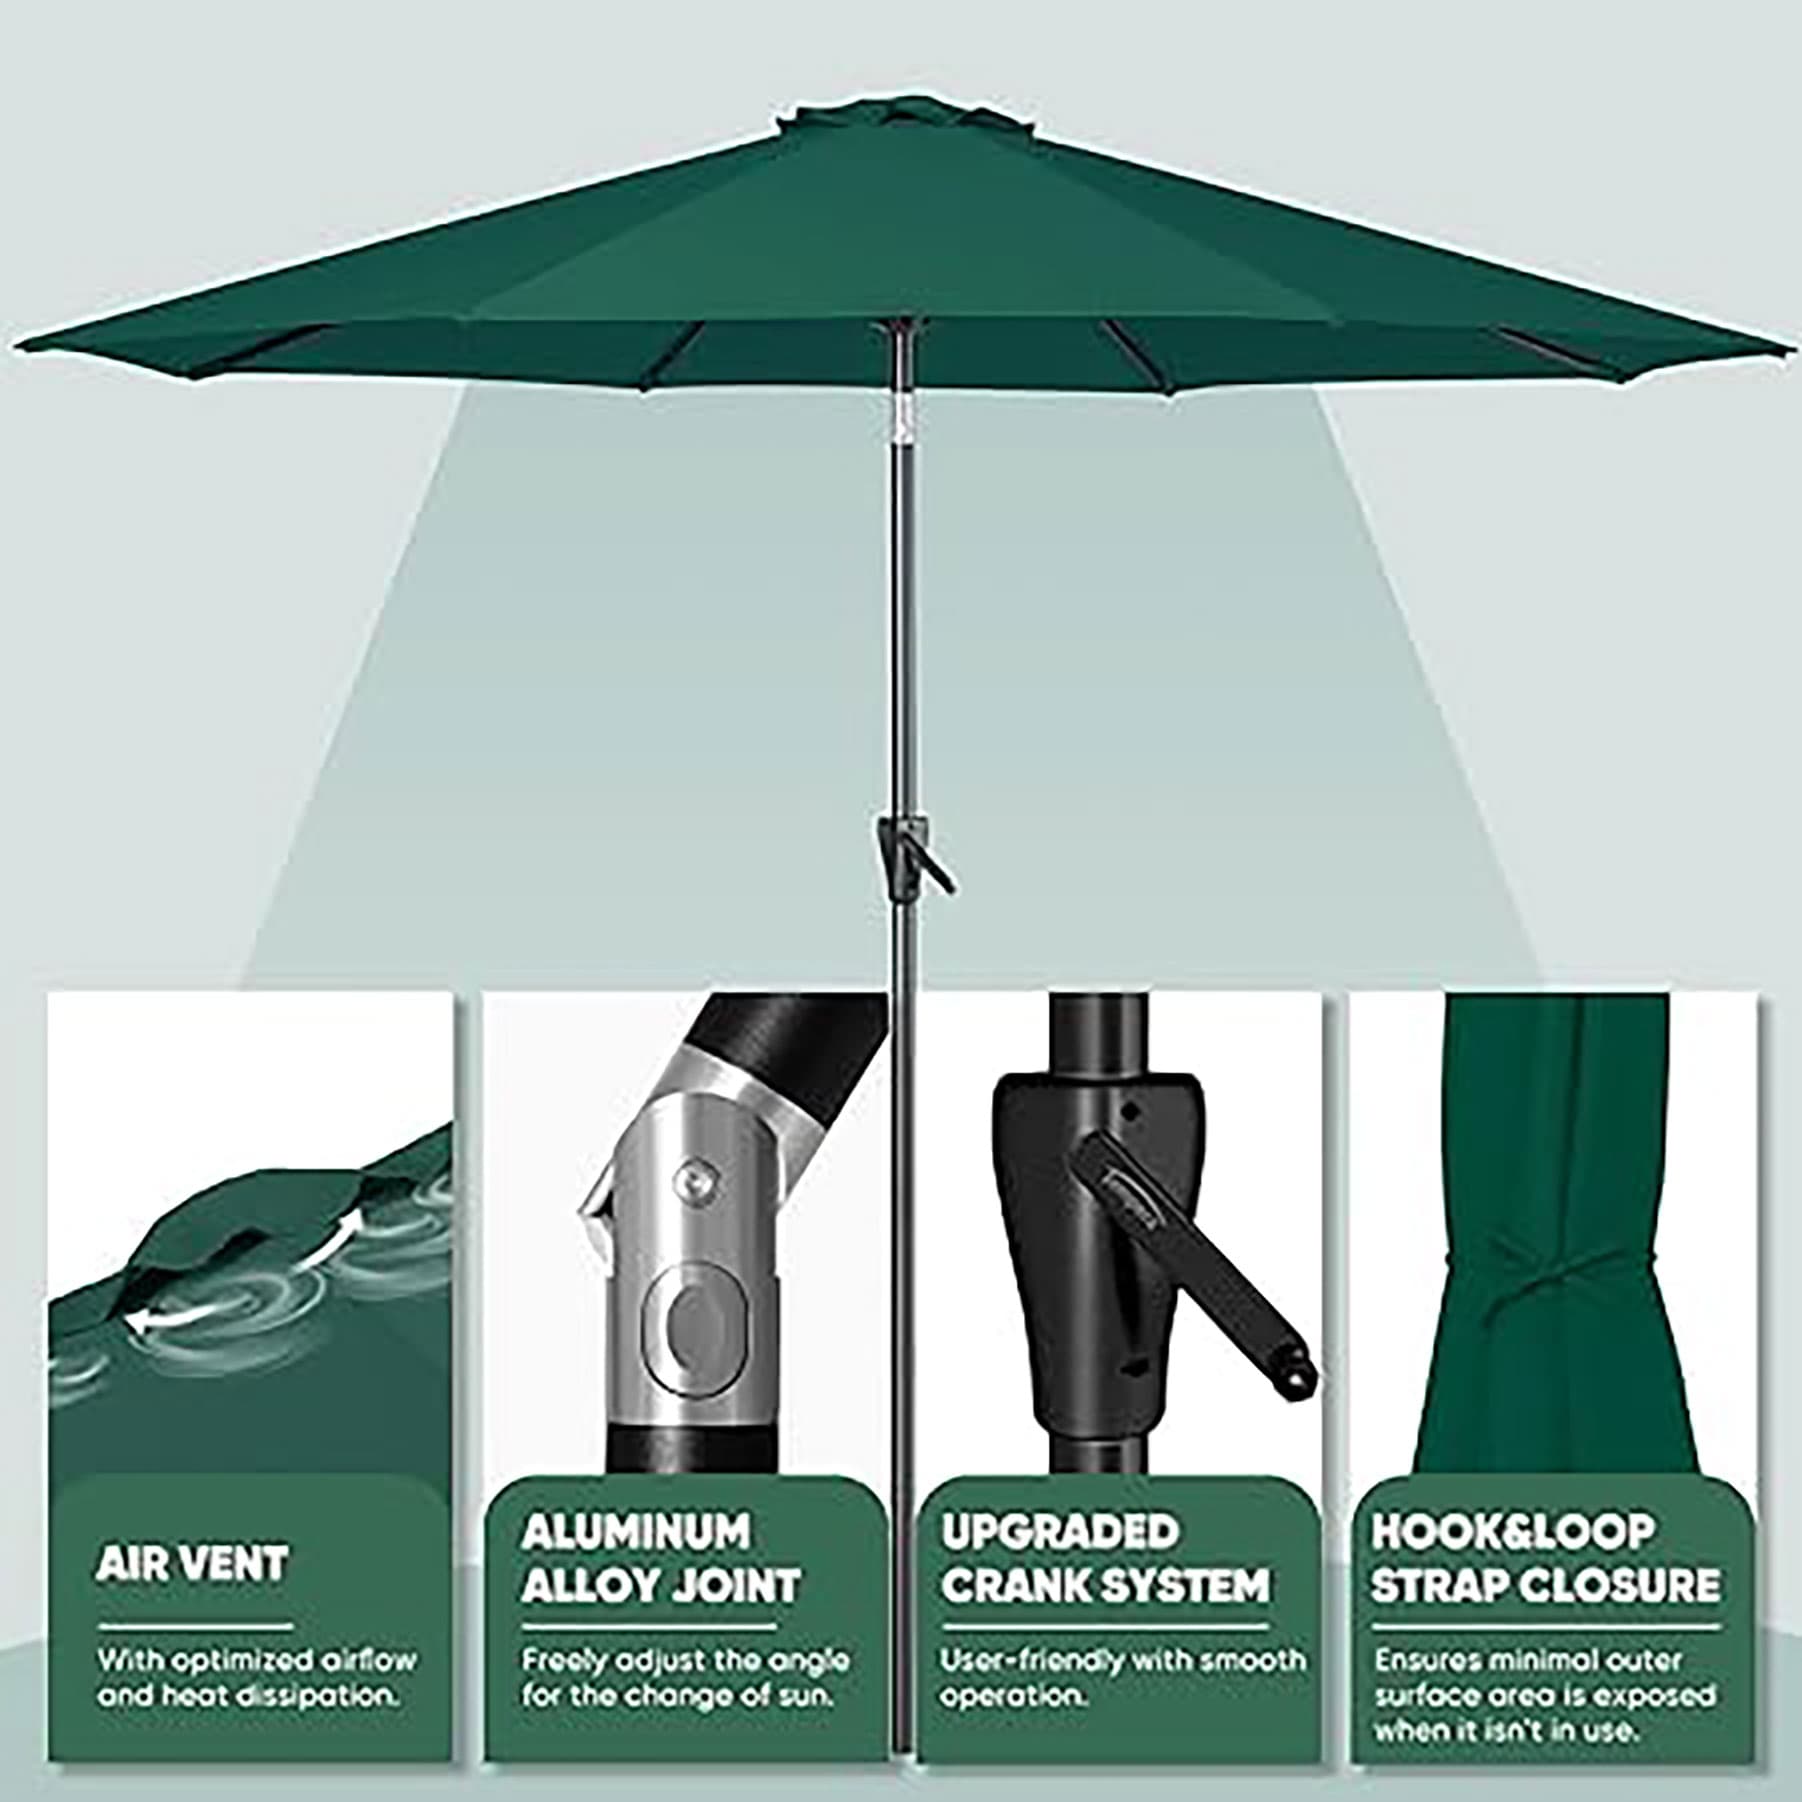 AIR VENT
With optimized airflow
and heat dissipation.
ALUMINUM
ALLOY JOINT
Freely adjust the angle
for the change of sun.
UPGRADED
CRANK SYSTEM
User-friendly with smooth
operation.
HOOK&LOOP
STRAP CLOSURE
Ensures minimal outer
surface area is exposed
when it isn't in use.